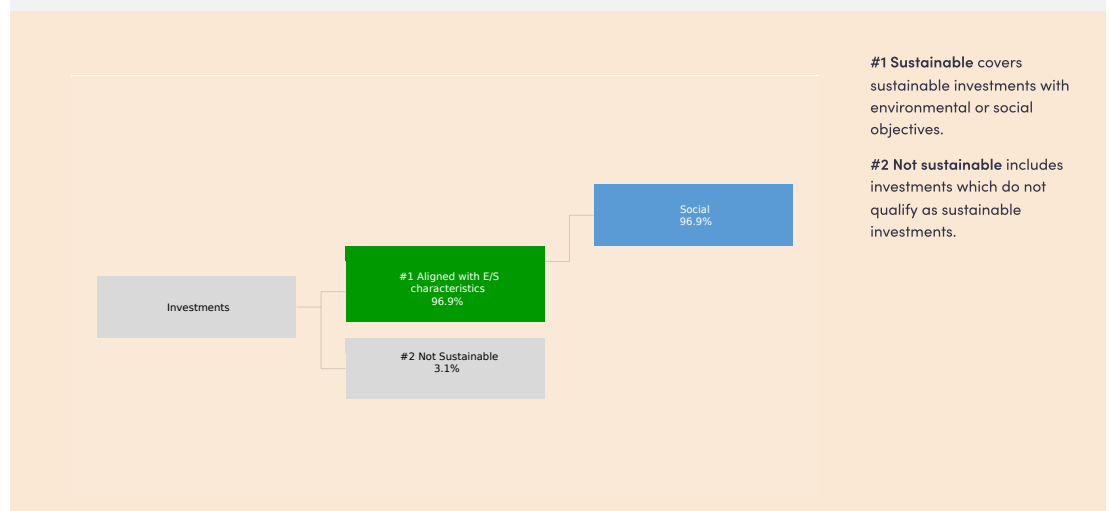 #1 Sustainable covers
sustainable investments with
environmental or social
objectives.
#2 Not sustainable includes
investments which do not
qualify as sustainable
investments.
Social
96.9%
#1 Aligned with E/S
characteristics
96.9%
Investments
#2 Not Sustainable
3.1%